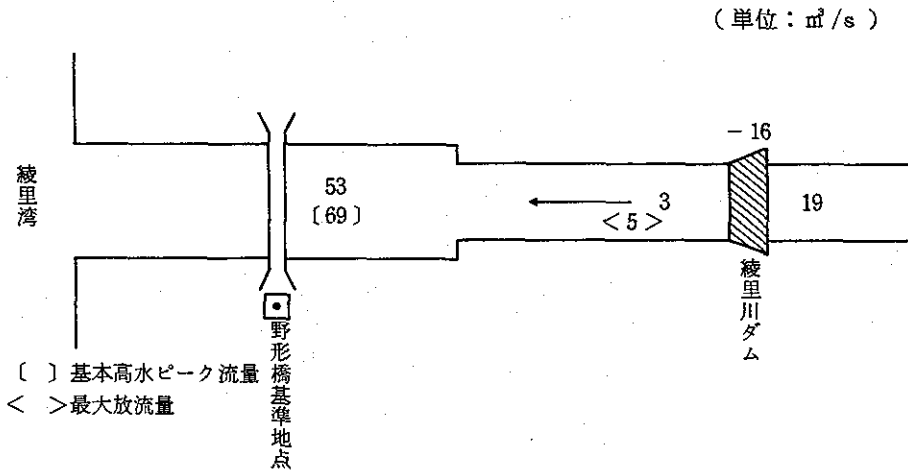 (単位：㎥/s)
-16
綾里湾
53
〔69〕
3
<5>
19
綾里川ダム
野形橋基準地点
〔 〕基本高水ピーク流量
< >最大放流量